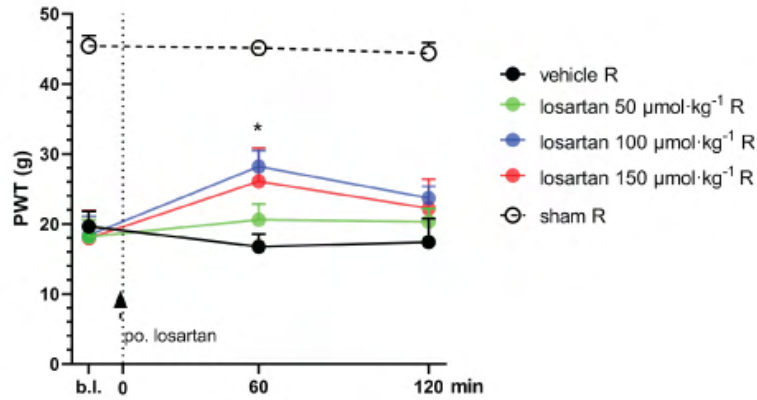 50
40
30
20
10
0
PWT (g)
*
po. losartan
b.l. 0 60 120 min
vehicle R
losartan 50 µmol·kg⁻¹ R
losartan 100 µmol·kg⁻¹ R
losartan 150 µmol·kg⁻¹ R
sham R